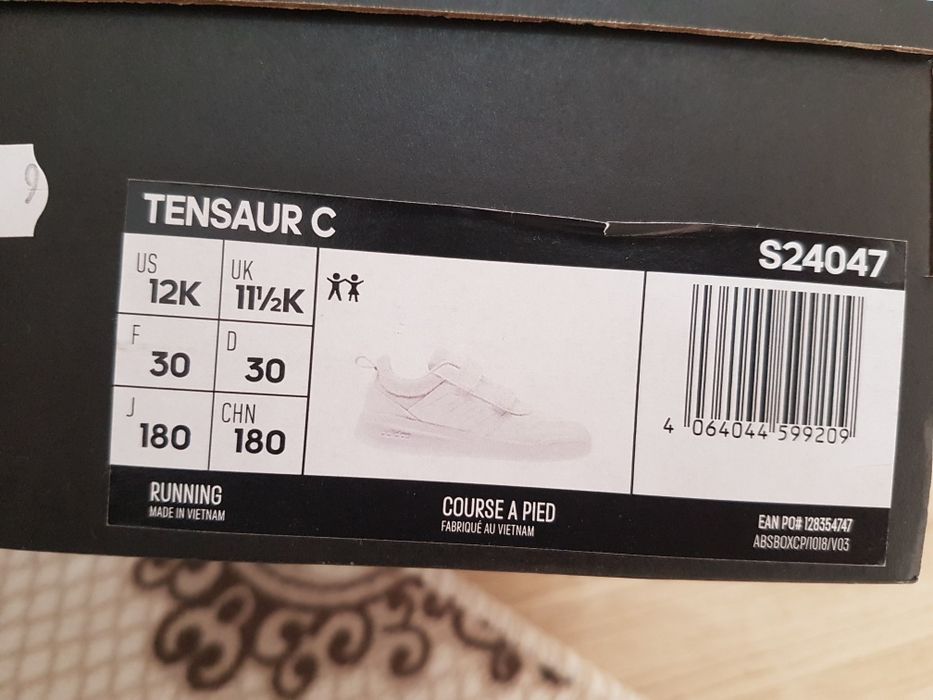 TENSAUR C
S24047
US
12K
UK
11½K
F
30
D
30
J
180
CHN
180
4 064044 599209
RUNNING
MADE IN VIETNAM
COURSE A PIED
FABRIQUÉ AU VIETNAM
EAN PO# 128354747
ABSBOXCP/1018/V03
9